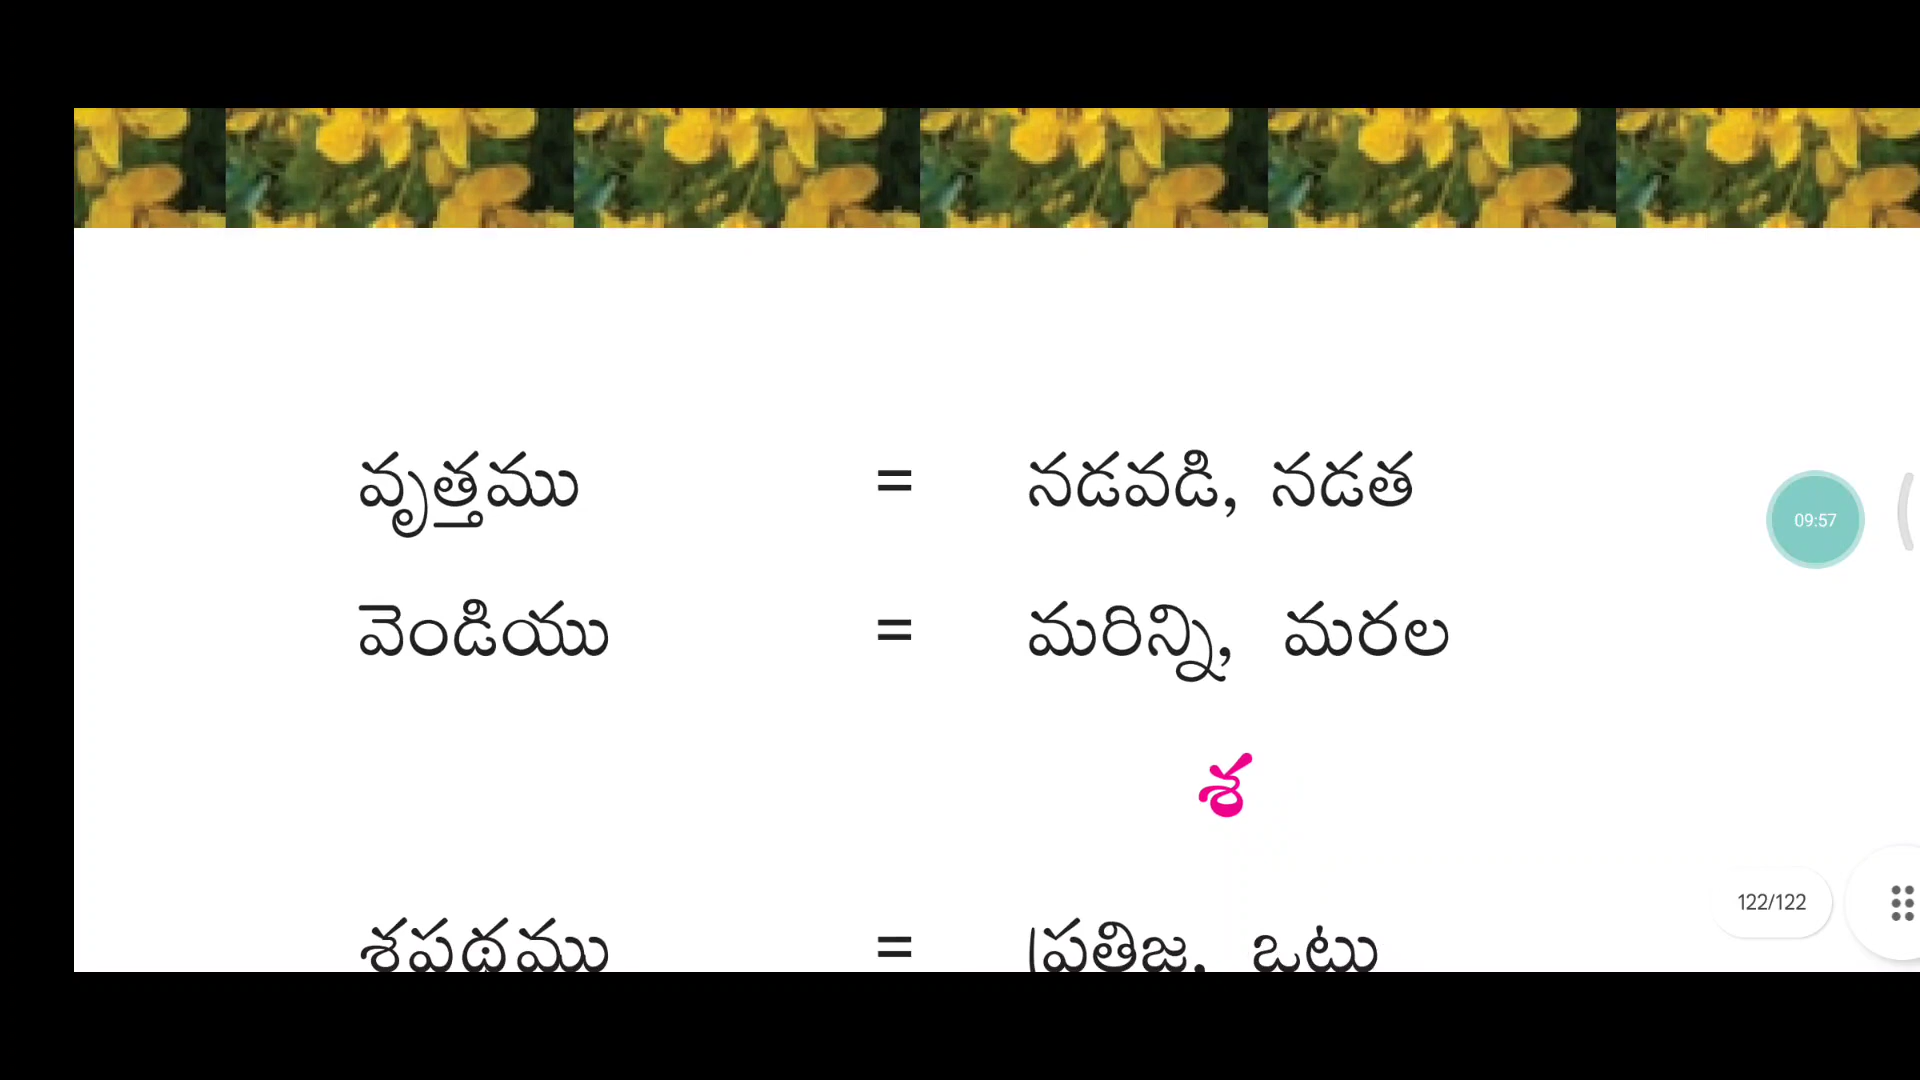 వృత్తము = నడవడి, నడత
09:57
వెండియు = మరిన్ని, మరల
శ
122/122
శపథము = ప్రతిజ్ఞ, ఒట్టు